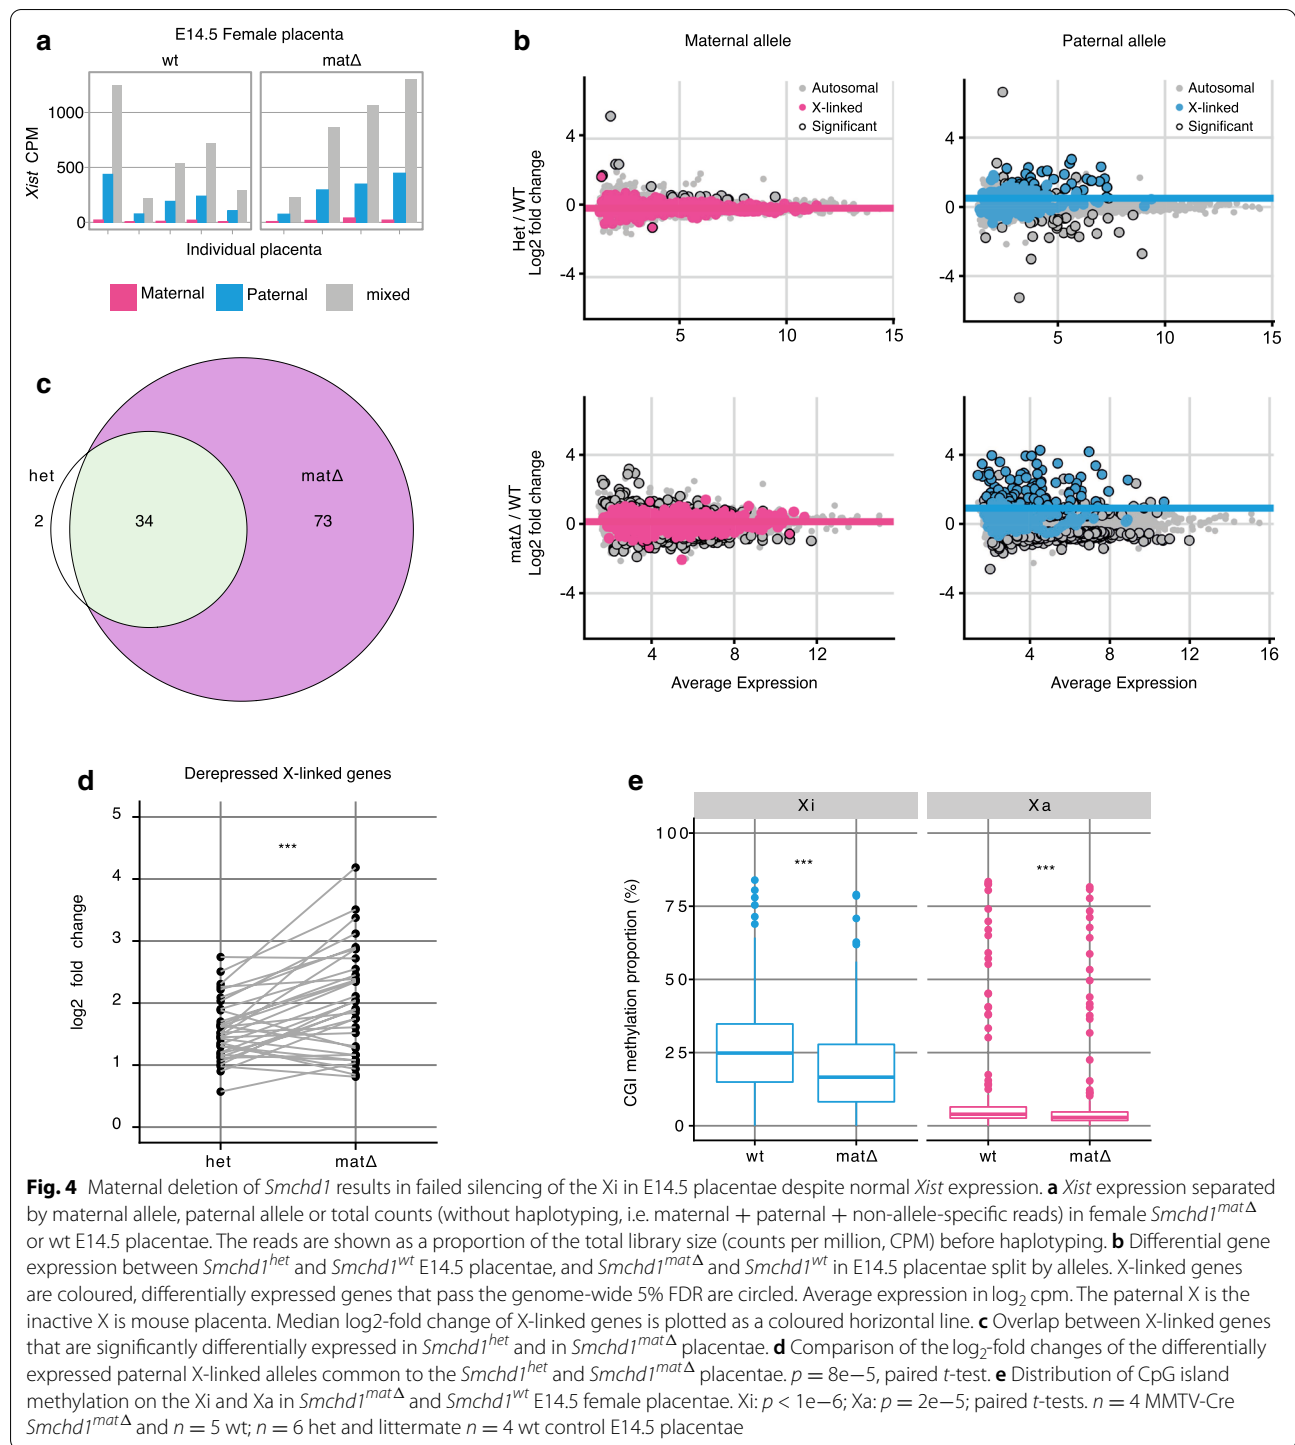 a
E14.5 Female placenta
wt
matΔ
Xist CPM
1000
500
0
Individual placenta
Maternal
Paternal
mixed
b
Maternal allele
Paternal allele
Autosomal
X-linked
Significant
Autosomal
X-linked
Significant
Het / WT
Log2 fold change
4
0
-4
5
10
15
4
0
-4
5
10
15
matΔ / WT
Log2 fold change
4
0
-4
4
8
12
Average Expression
4
0
-4
4
8
12
16
Average Expression
c
het
matΔ
2
34
73
d
Derepressed X-linked genes
log2 fold change
5
4
3
2
1
0
***
het
matΔ
e
Xi
Xa
CGI methylation proportion (%)
100
75
50
25
0
***
***
wt
matΔ
wt
matΔ
Fig. 4 Maternal deletion of Smchd1 results in failed silencing of the Xi in E14.5 placentae despite normal Xist expression. a Xist expression separated
by maternal allele, paternal allele or total counts (without haplotyping, i.e. maternal + paternal + non-allele-specific reads) in female Smchd1matΔ
or wt E14.5 placentae. The reads are shown as a proportion of the total library size (counts per million, CPM) before haplotyping. b Differential gene
expression between Smchd1het and Smchd1wt E14.5 placentae, and Smchd1matΔ and Smchd1wt in E14.5 placentae split by alleles. X-linked genes
are coloured, differentially expressed genes that pass the genome-wide 5% FDR are circled. Average expression in log2 cpm. The paternal X is the
inactive X is mouse placenta. Median log2-fold change of X-linked genes is plotted as a coloured horizontal line. c Overlap between X-linked genes
that are significantly differentially expressed in Smchd1het and in Smchd1matΔ placentae. d Comparison of the log2-fold changes of the differentially
expressed paternal X-linked alleles common to the Smchd1het and Smchd1matΔ placentae. p = 8e−5, paired t-test. e Distribution of CpG island
methylation on the Xi and Xa in Smchd1matΔ and Smchd1wt E14.5 female placentae. Xi: p < 1e−6; Xa: p = 2e−5; paired t-tests. n = 4 MMTV-Cre
Smchd1matΔ and n = 5 wt; n = 6 het and littermate n = 4 wt control E14.5 placentae